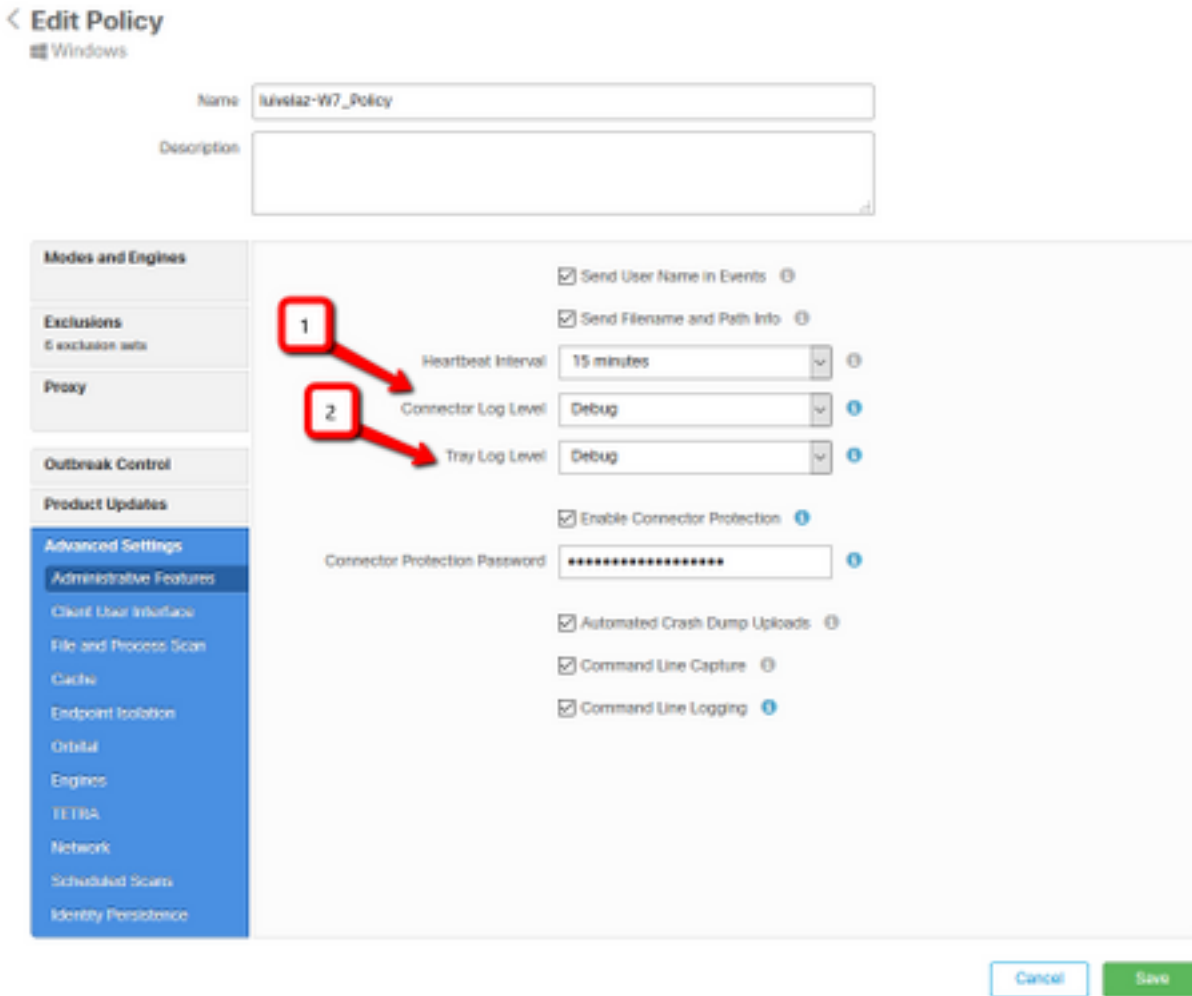 Edit Policy
Windows
Name luivelaz-W7_Policy
Description
Modes and Engines
Exclusions
6 exclusion sets
Proxy
Outbreak Control
Product Updates
Advanced Settings
Administrative Features
Client User Interface
File and Process Scan
Cache
Endpoint Isolation
Orbital
Engines
TETRA
Network
Scheduled Scans
Identity Persistence
Send User Name in Events
Send Filename and Path Info
1
Heartbeat Interval 15 minutes
Connector Log Level Debug
2
Tray Log Level Debug
Enable Connector Protection
Connector Protection Password ••••••••••••••••••
Automated Crash Dump Uploads
Command Line Capture
Command Line Logging
Cancel
Save